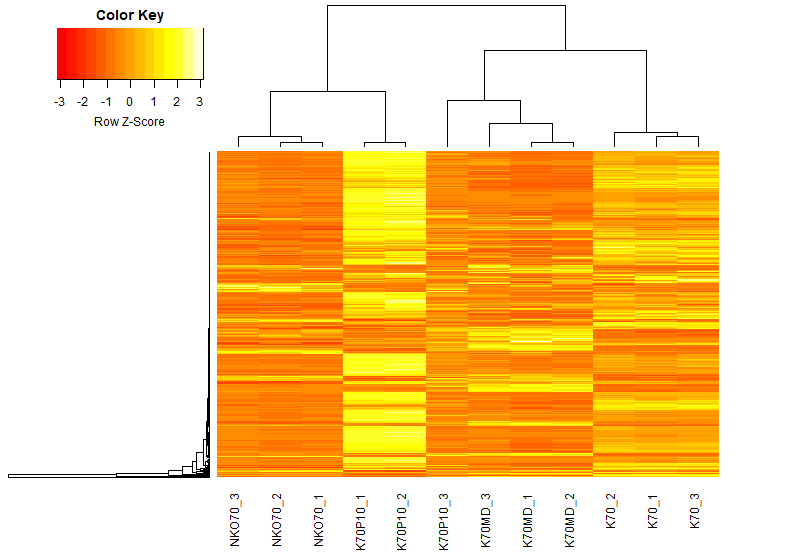 Color Key
-3 -2 -1 0 1 2 3
Row Z-Score
NKO70_3
NKO70_2
NKO70_1
K70P10_1
K70P10_2
K70P10_3
K70MD_3
K70MD_1
K70MD_2
K70_2
K70_1
K70_3